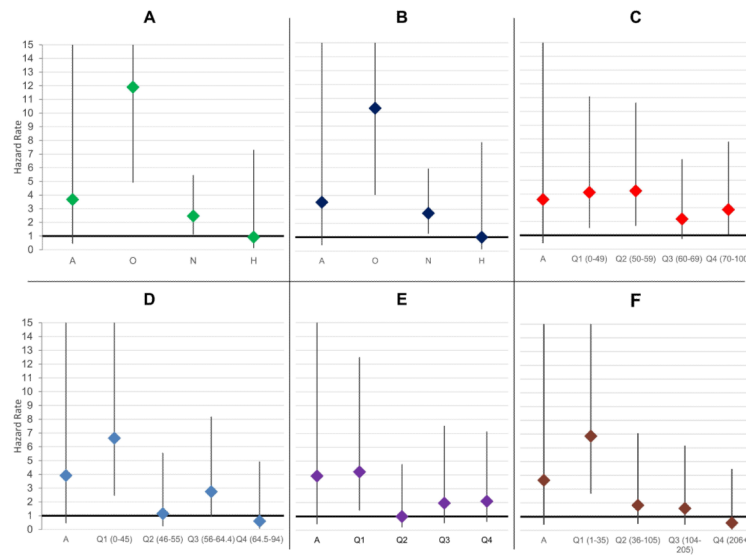 A
B
C
15
14
13
12
11
10
9
8
7
6
5
4
3
2
1
0
Hazard Rate
A O N H
A O N H
A Q1 (0-49) Q2 (50-59) Q3 (60-69) Q4 (70-100
D
E
F
15
14
13
12
11
10
9
8
7
6
5
4
3
2
1
0
Hazard Rate
A Q1 (0-45) Q2 (46-55) Q3 (56-64.4) Q4 (64.5-94)
A Q1 Q2 Q3 Q4
A Q1 (1-35) Q2 (36-105) Q3 (104- Q4 (206+
205)